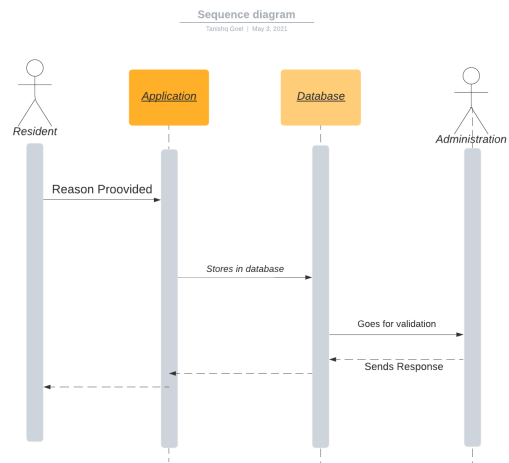 Sequence diagram
Tanishq Goel | May 3, 2021
Application
Database
Resident
Administration
Reason Proovided
Stores in database
Goes for validation
Sends Response